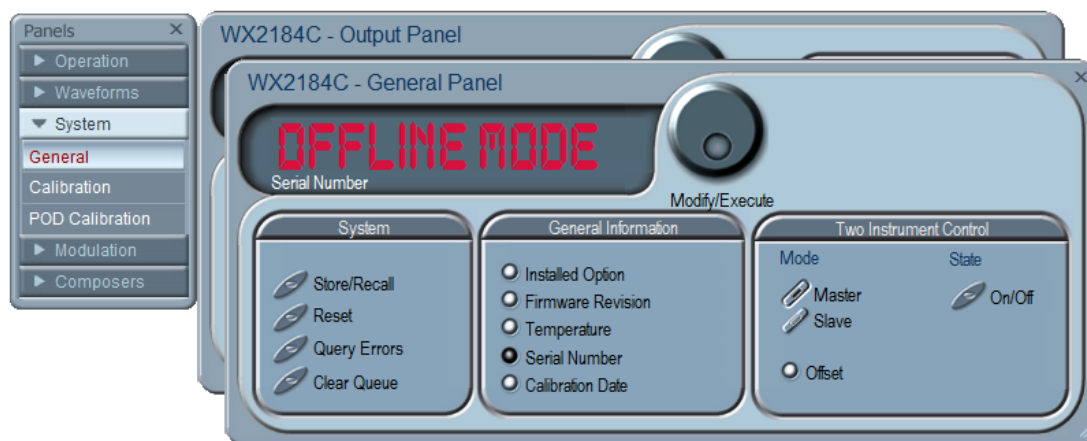 Panels
Operation
Waveforms
System
General
Calibration
POD Calibration
Modulation
Composers
WX2184C - Output Panel
WX2184C - General Panel
OFFLINE MODE
Serial Number
Modify/Execute
System
Store/Recall
Reset
Query Errors
Clear Queue
General Information
Installed Option
Firmware Revision
Temperature
Serial Number
Calibration Date
Two Instrument Control
Mode
Master
Slave
Offset
State
On/Off